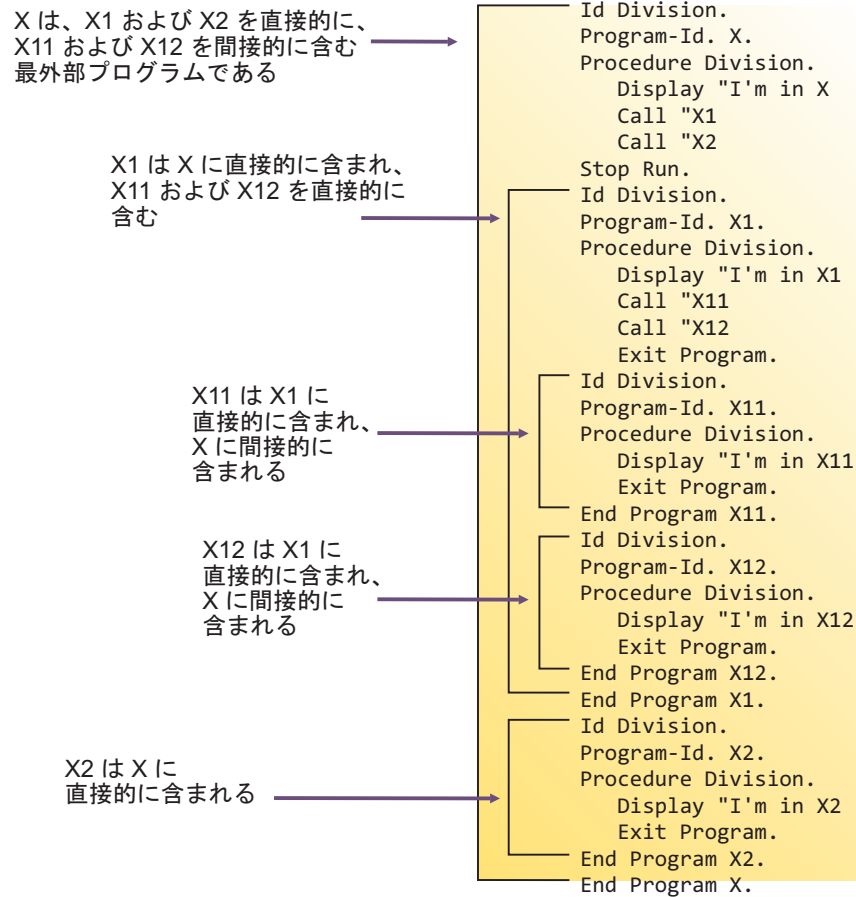 X は、X1 および X2 を直接的に、
X11 および X12 を間接的に含む
最外部プログラムである
Id Division.
Program-Id. X.
Procedure Division.
Display "I'm in X
Call "X1
Call "X2
Stop Run.
X1 は X に直接的に含まれ、
X11 および X12 を直接的に
含む
Id Division.
Program-Id. X1.
Procedure Division.
Display "I'm in X1
Call "X11
Call "X12
Exit Program.
X11 は X1 に
直接的に含まれ、
X に間接的に
含まれる
Id Division.
Program-Id. X11.
Procedure Division.
Display "I'm in X11
Exit Program.
End Program X11.
X12 は X1 に
直接的に含まれ、
X に間接的に
含まれる
Id Division.
Program-Id. X12.
Procedure Division.
Display "I'm in X12
Exit Program.
End Program X12.
End Program X1.
X2 は X に
直接的に含まれる
Id Division.
Program-Id. X2.
Procedure Division.
Display "I'm in X2
Exit Program.
End Program X2.
End Program X.